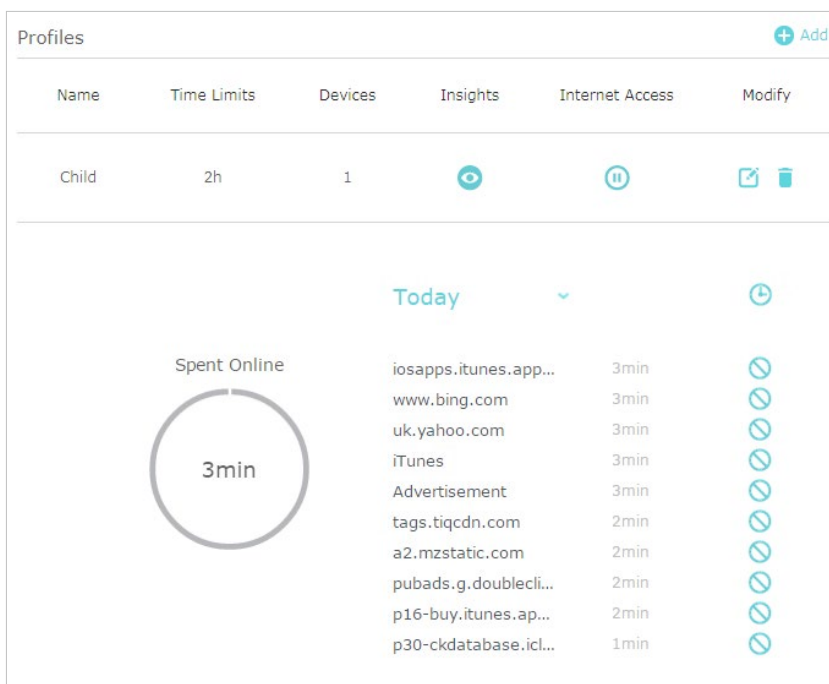 Profiles Add
Name Time Limits Devices Insights Internet Access Modify
Child 2h 1
Today
Spent Online
3min
iosapps.itunes.app... 3min
www.bing.com 3min
uk.yahoo.com 3min
iTunes 3min
Advertisement 3min
tags.tiqcdn.com 2min
a2.mzstatic.com 2min
pubads.g.doublecli... 2min
p16-buy.itunes.ap... 2min
p30-ckdatabase.icl... 1min